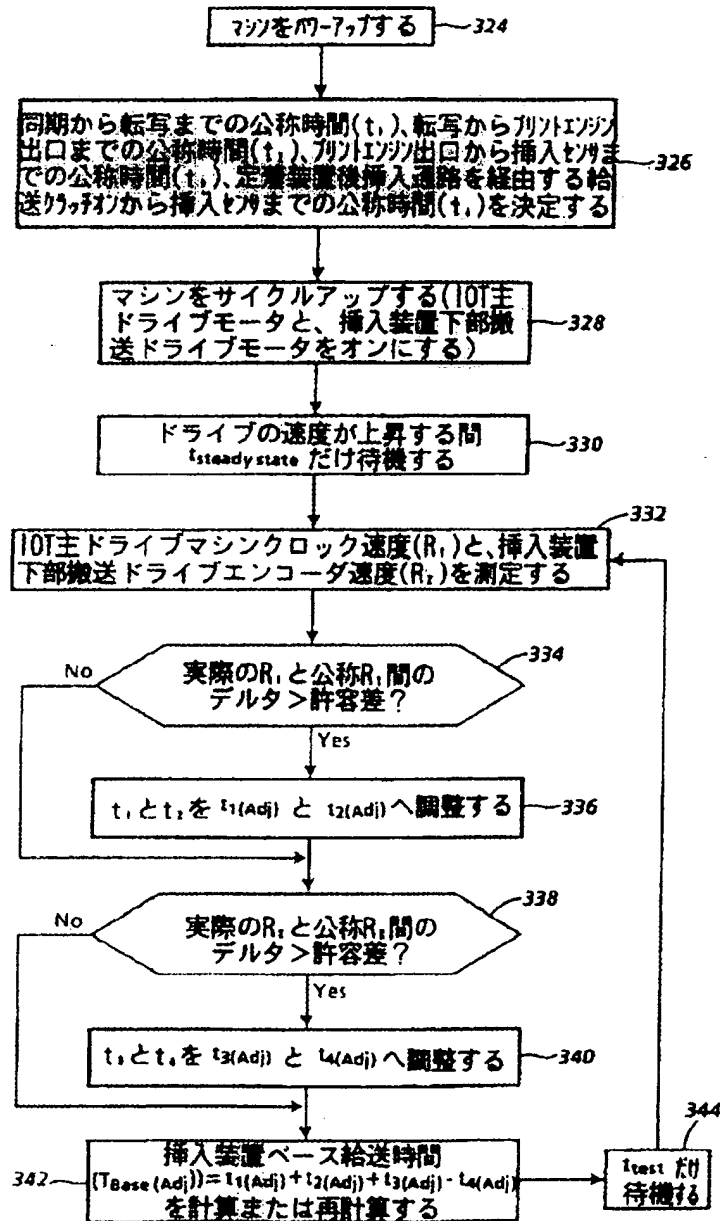 マシンをパワーアップする
324
同期から転写までの公称時間(t₁)、転写からプリントエンジン
出口までの公称時間(t₂)、プリントエンジン出口から挿入センサま
での公称時間(t₃)、定着装置後挿入通路を経由する給
送クラッチオンから挿入センサまでの公称時間(t₄)を決定する
326
マシンをサイクルアップする(IOT主
ドライブモータと、挿入装置下部搬
送ドライブモータをオンにする)
328
ドライブの速度が上昇する間
tsteady state だけ待機する
330
332
IOT主ドライブマシンクロック速度(R₁)と、挿入装置
下部搬送ドライブエンコーダ速度(R₂)を測定する
334
No
実際のR₁と公称R₁間の
デルタ>許容差?
Yes
t₁とt₂を t1(Adj) と t2(Adj)へ調整する
336
338
No
実際のR₂と公称R₂間の
デルタ>許容差?
Yes
t₃とt₄を t3(Adj) と t4(Adj)へ調整する
340
344
挿入装置ベース給送時間
(TBase(Adj))=t1(Adj)+t2(Adj)+t3(Adj)-t4(Adj)
を計算または再計算する
342
ttest だけ
待機する